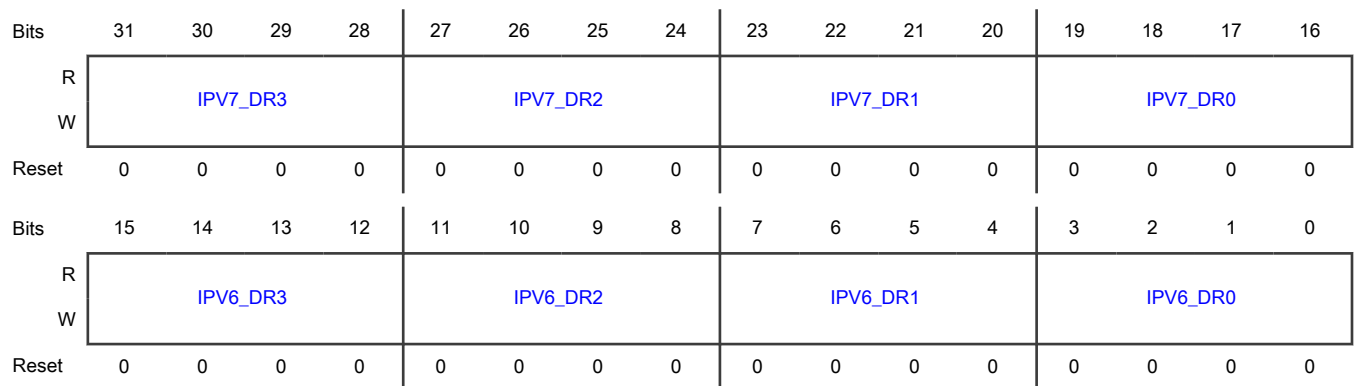 Bits 31 30 29 28 27 26 25 24 23 22 21 20 19 18 17 16
R
IPV7_DR3 IPV7_DR2 IPV7_DR1 IPV7_DR0
W
Reset 0 0 0 0 0 0 0 0 0 0 0 0 0 0 0 0
Bits 15 14 13 12 11 10 9 8 7 6 5 4 3 2 1 0
R
IPV6_DR3 IPV6_DR2 IPV6_DR1 IPV6_DR0
W
Reset 0 0 0 0 0 0 0 0 0 0 0 0 0 0 0 0